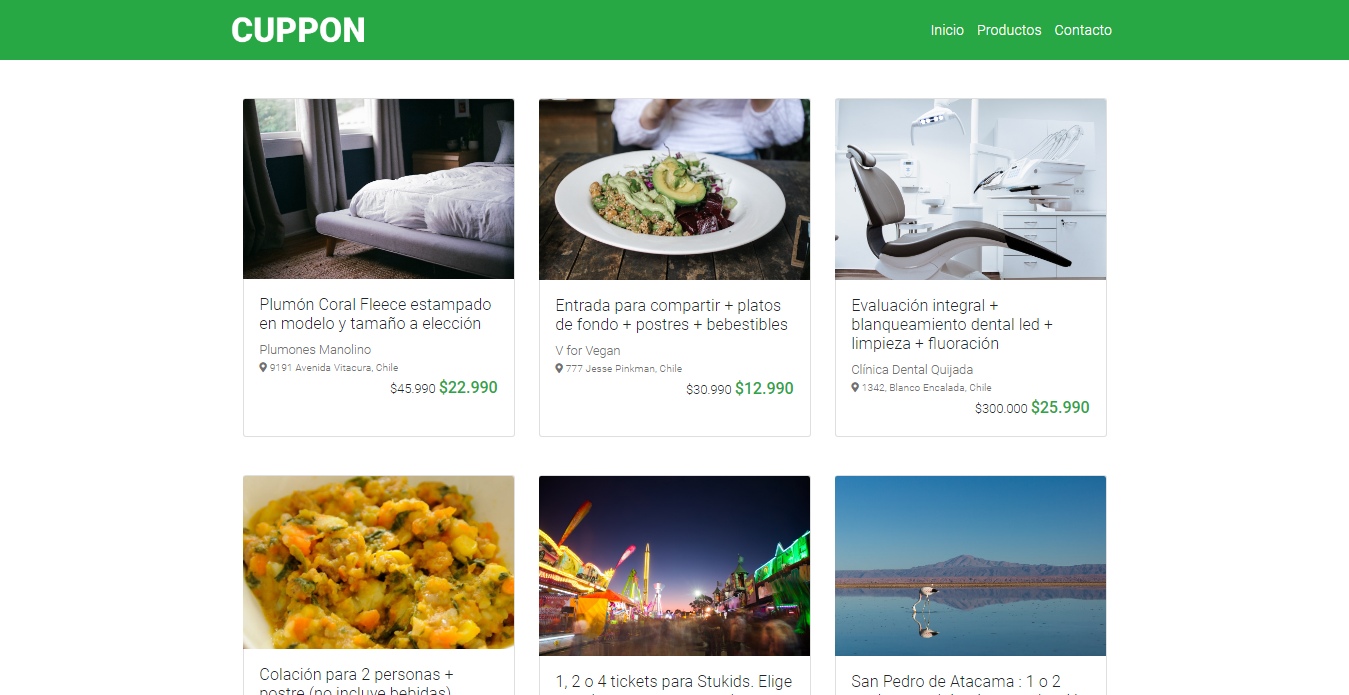 CUPPON
Inicio Productos Contacto
Plumón Coral Fleece estampado
en modelo y tamaño a elección
Plumones Manolino
9191 Avenida Vitacura, Chile
$45.990 $22.990
Entrada para compartir + platos
de fondo + postres + bebestibles
V for Vegan
777 Jesse Pinkman, Chile
$30.990 $12.990
Evaluación integral +
blanqueamiento dental led +
limpieza + fluoración
Clínica Dental Quijada
1342, Blanco Encalada, Chile
$300.000 $25.990
Colación para 2 personas +
postre (no incluye bebidas)
1, 2 o 4 tickets para Stukids. Elige
San Pedro de Atacama : 1 o 2